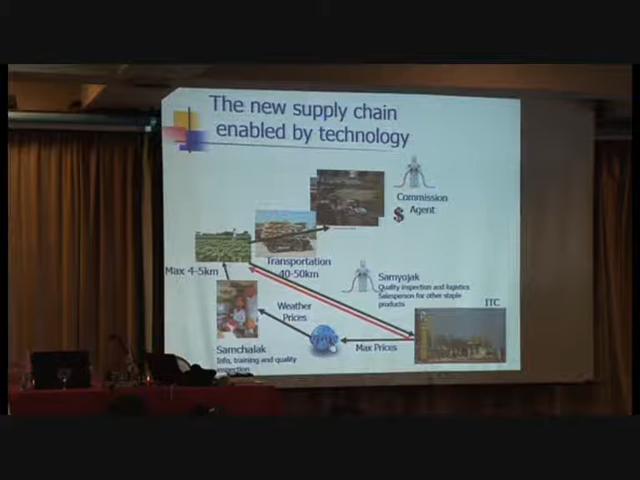 The new supply chain
enabled by technology
Commission
Agent
$
Transportation
40-50km
Max 4-5km
Samyojak
Quality inspection and logistics
Salesperson for other staple
products
ITC
Weather
Prices
Max Prices
Samchalak
Info, training and quality
inspection